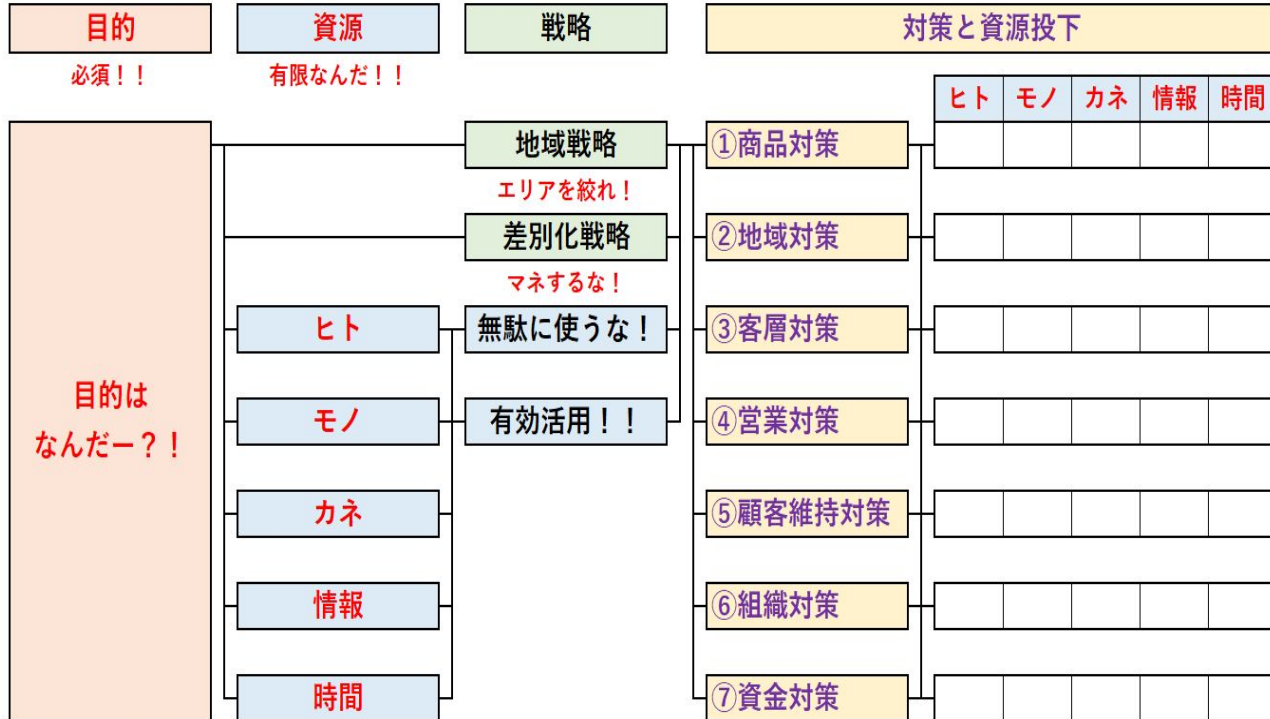 目的
資源
戦略
対策と資源投下
必須！！
有限なんだ！！
ヒト
モノ
カネ
情報
時間
地域戦略
①商品対策
エリアを絞れ！
差別化戦略
②地域対策
マネするな！
ヒト
無駄に使うな！
③客層対策
目的は
なんだー？！
モノ
有効活用！！
④営業対策
カネ
⑤顧客維持対策
情報
⑥組織対策
時間
⑦資金対策